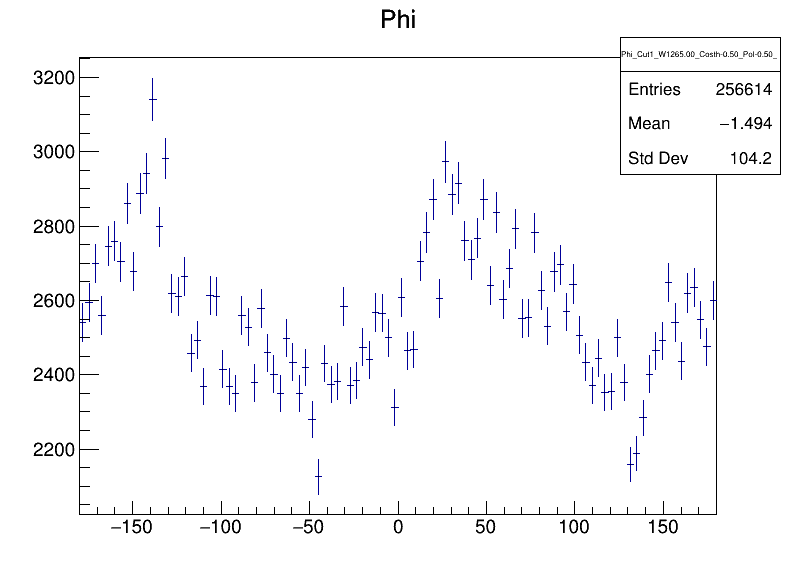 Phi
Phi_Cut1_W1265.00_Costh-0.50_Pol-0.50_
Entries 256614
Mean −1.494
Std Dev 104.2
3200
3000
2800
2600
2400
2200
−150 −100 −50 0 50 100 150